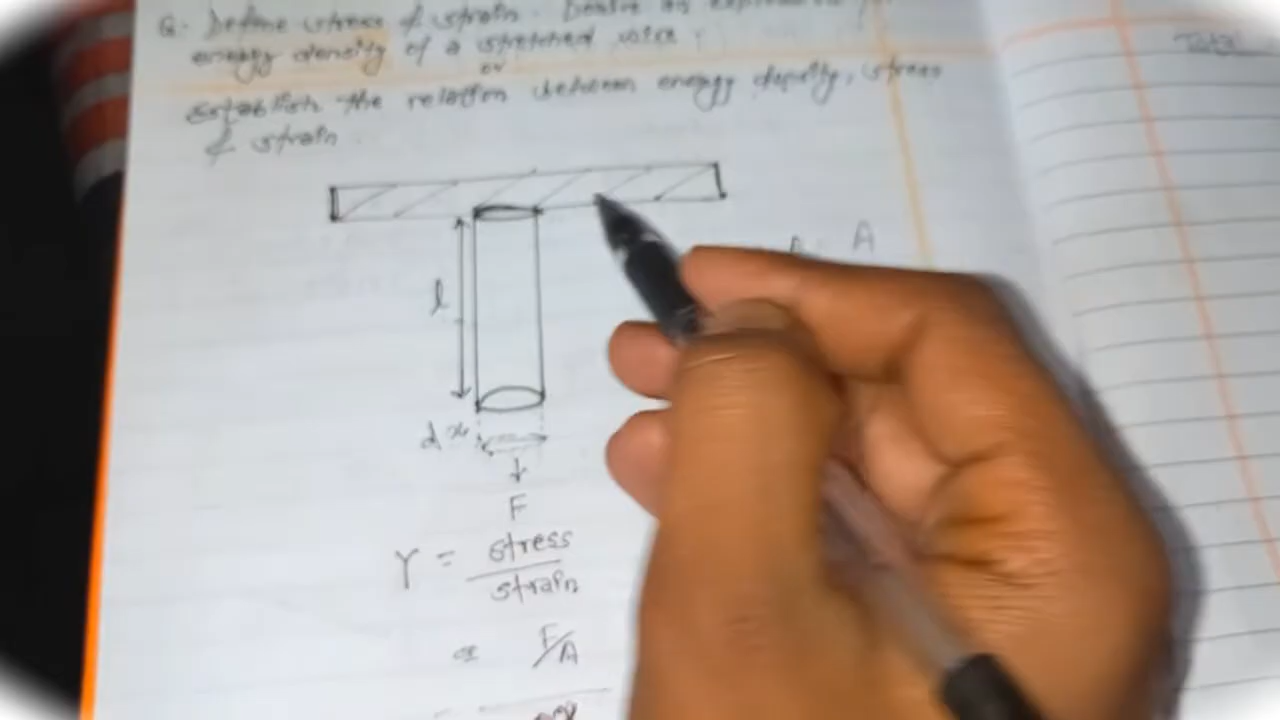 Q. Define stress & strain. Derive an expression for
energy density of a stretched wire.
or
Establish the relation between energy density, stress
& strain.
A
l
d
F
Y = stress
strain
= F/A
Total